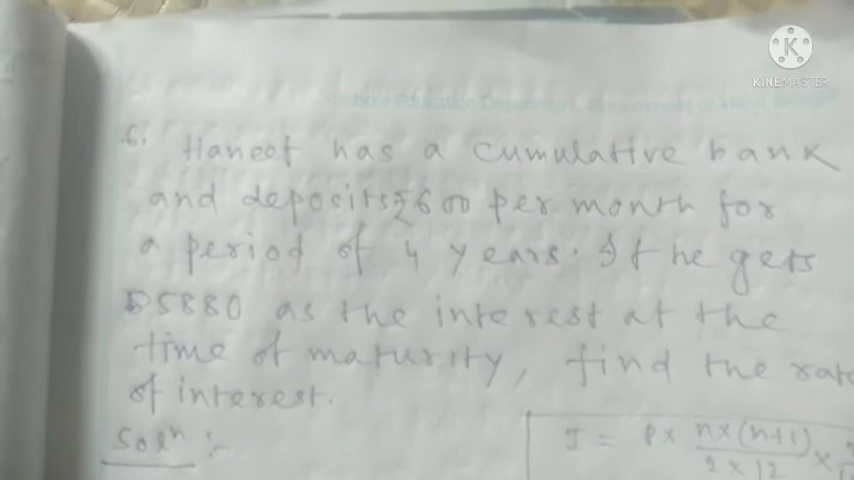 KINEMASTER
6. Haneef has a cumulative bank
and deposits ₹600 per month for
a period of 4 years. If he gets
₹5880 as the interest at the
time of maturity, find the rate
of interest.
Solⁿ :-
I = P × n×(n+1) / 2×12 ×